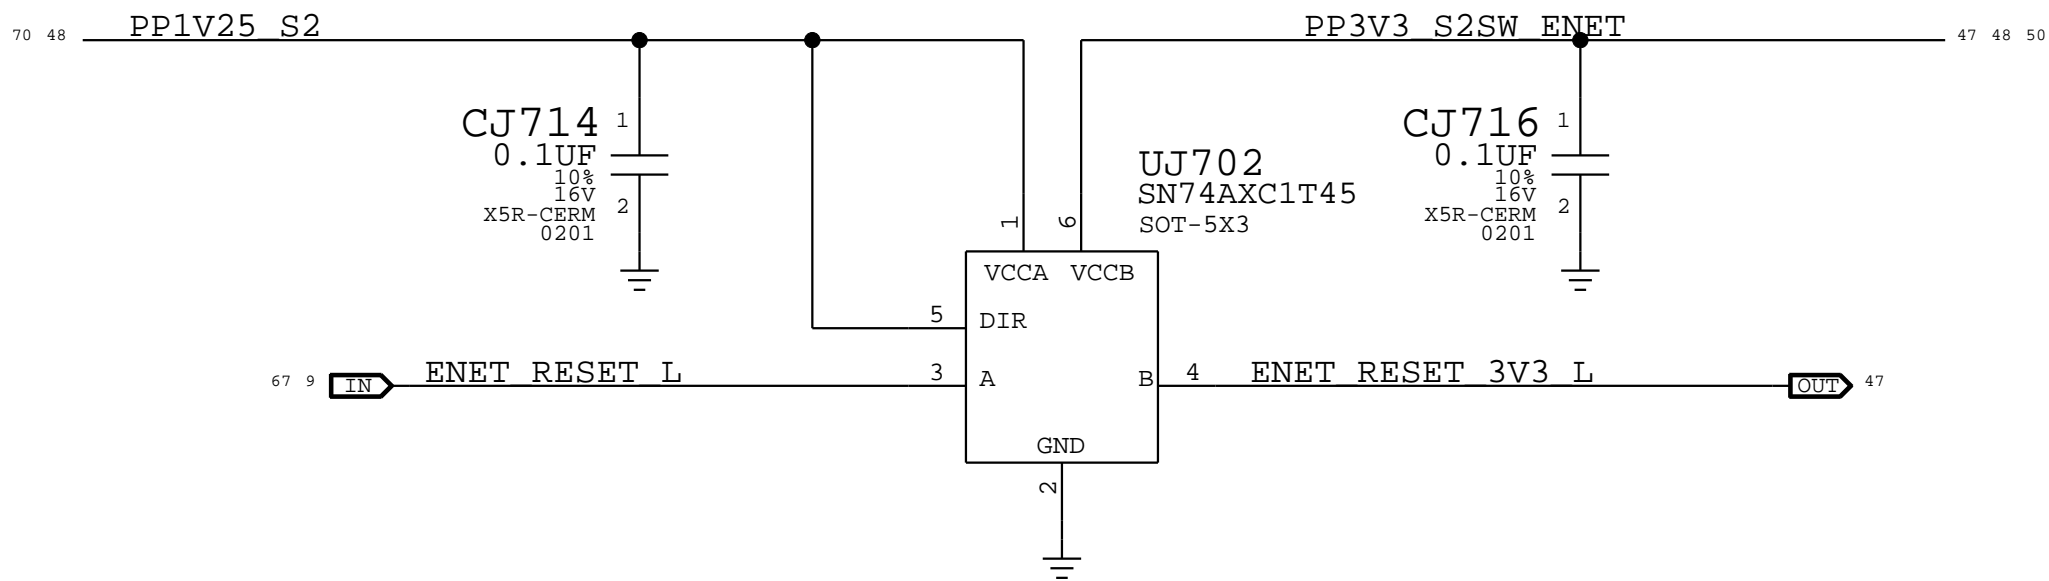 PP1V25_S2
PP3V3_S2SW_ENET
70 48
47 48 50
CJ714
1
0.1UF
10%
16V
X5R-CERM
2
0201
CJ716
1
0.1UF
10%
16V
X5R-CERM
2
0201
UJ702
SN74AXC1T45
SOT-5X3
1
6
VCCA VCCB
5
DIR
67 9
IN
ENET_RESET_L
3
A
B
4
ENET_RESET_3V3_L
OUT
47
GND
2